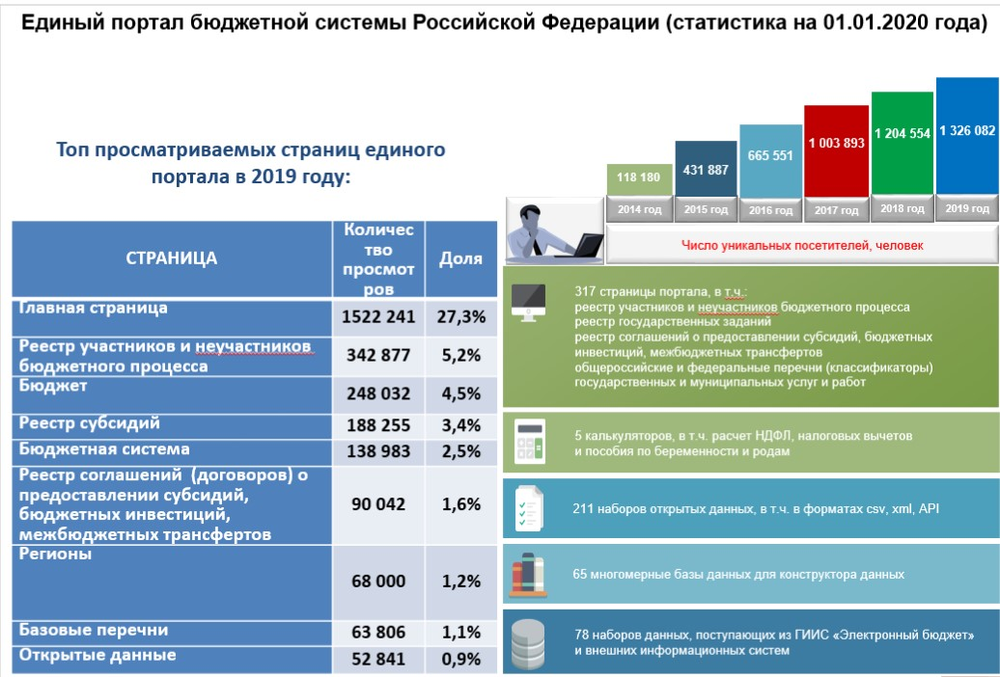 Единый портал бюджетной системы Российской Федерации (статистика на 01.01.2020 года)
Топ просматриваемых страниц единого
портала в 2019 году:
СТРАНИЦА
Количес
тво
просмот
ров
Доля
Главная страница
1522 241
27,3%
Реестр участников и неучастников
бюджетного процесса
342 877
5,2%
Бюджет
248 032
4,5%
Реестр субсидий
188 255
3,4%
Бюджетная система
138 983
2,5%
Реестр соглашений (договоров) о
предоставлении субсидий,
бюджетных инвестиций,
межбюджетных трансфертов
90 042
1,6%
Регионы
68 000
1,2%
Базовые перечни
63 806
1,1%
Открытые данные
52 841
0,9%
118 180
431 887
665 551
1 003 893
1 204 554
1 326 082
2014 год
2015 год
2016 год
2017 год
2018 год
2019 год
Число уникальных посетителей, человек
317 страницы портала, в т.ч.:
реестр участников и неучастников бюджетного процесса
реестр государственных заданий
реестр соглашений о предоставлении субсидий, бюджетных
инвестиций, межбюджетных трансфертов
общероссийские и федеральные перечни (классификаторы)
государственных и муниципальных услуг и работ
5 калькуляторов, в т.ч. расчет НДФЛ, налоговых вычетов
и пособия по беременности и родам
211 наборов открытых данных, в т.ч. в форматах csv, xml, API
65 многомерные базы данных для конструктора данных
78 наборов данных, поступающих из ГИИС «Электронный бюджет»
и внешних информационных систем